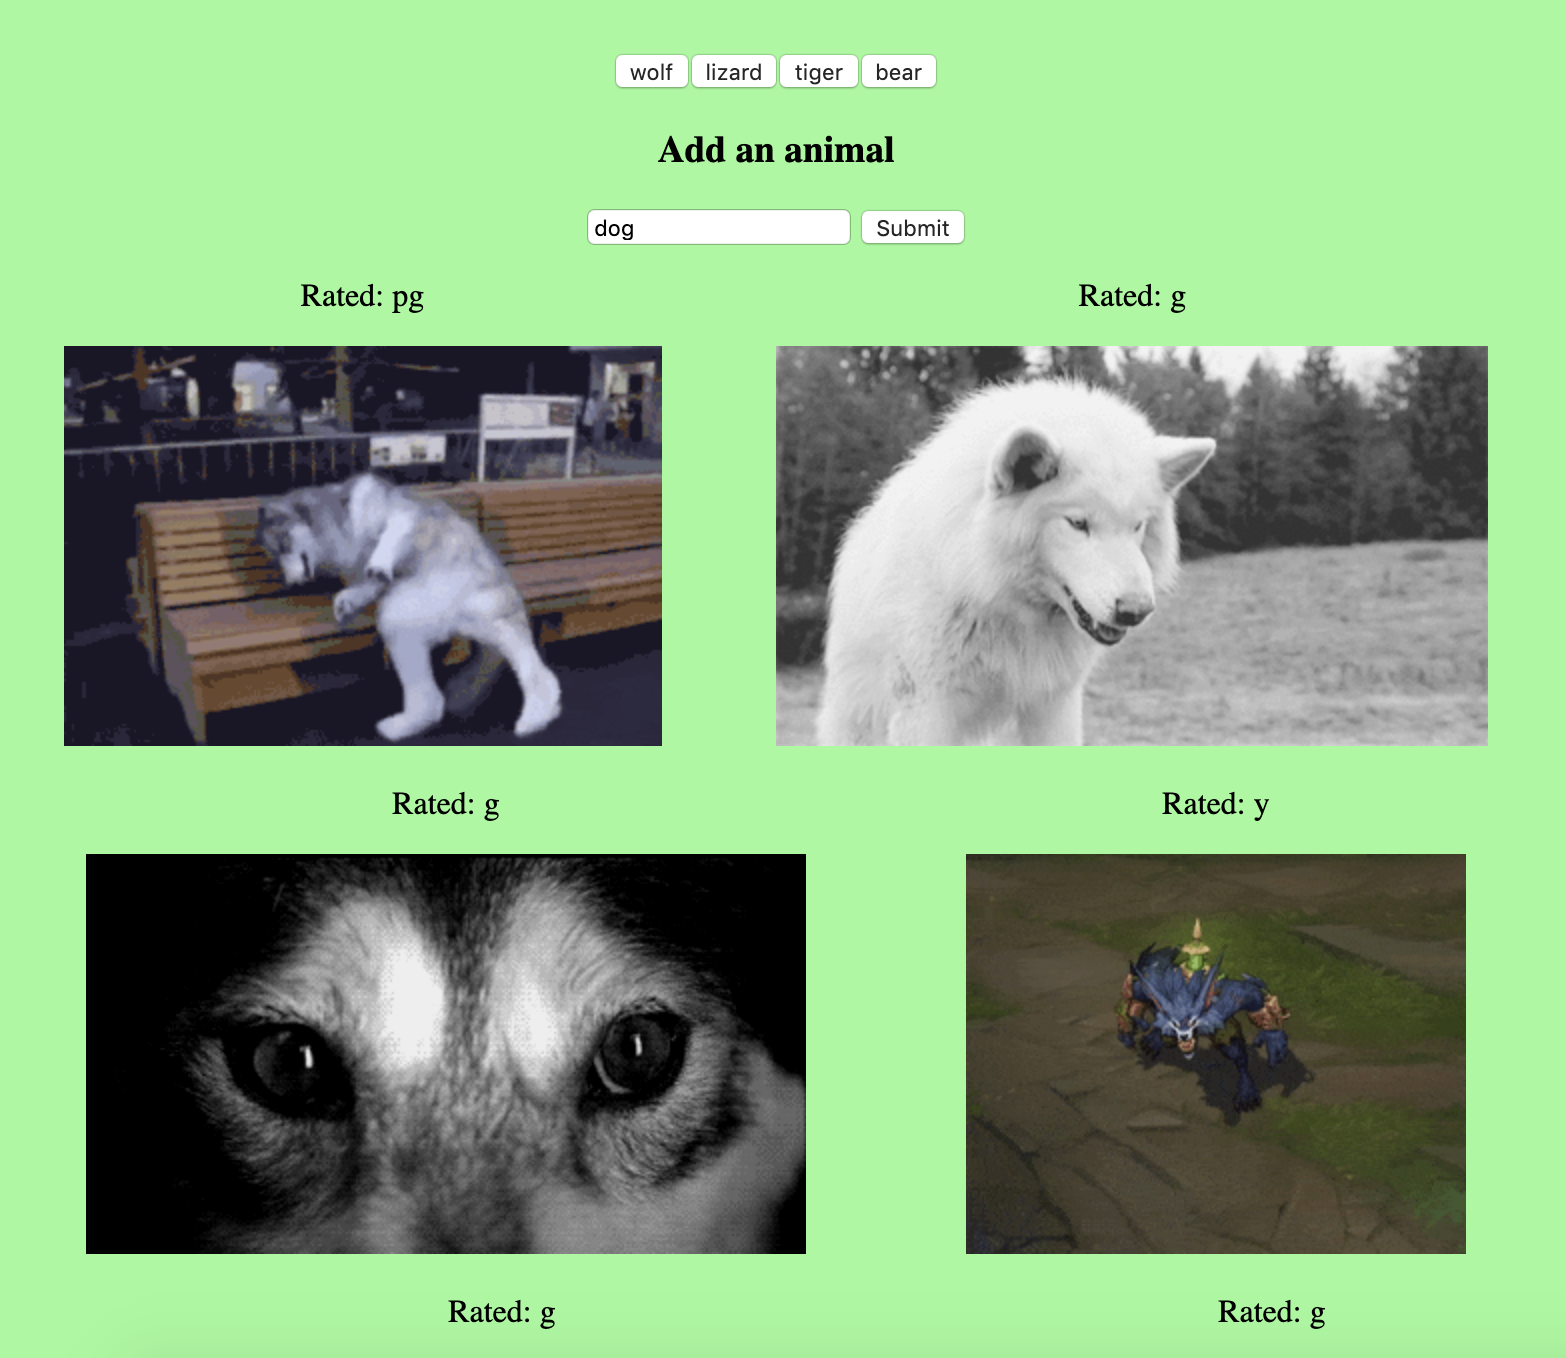 wolf lizard tiger bear
Add an animal
dog Submit
Rated: pg Rated: g
Rated: g Rated: y
Rated: g Rated: g